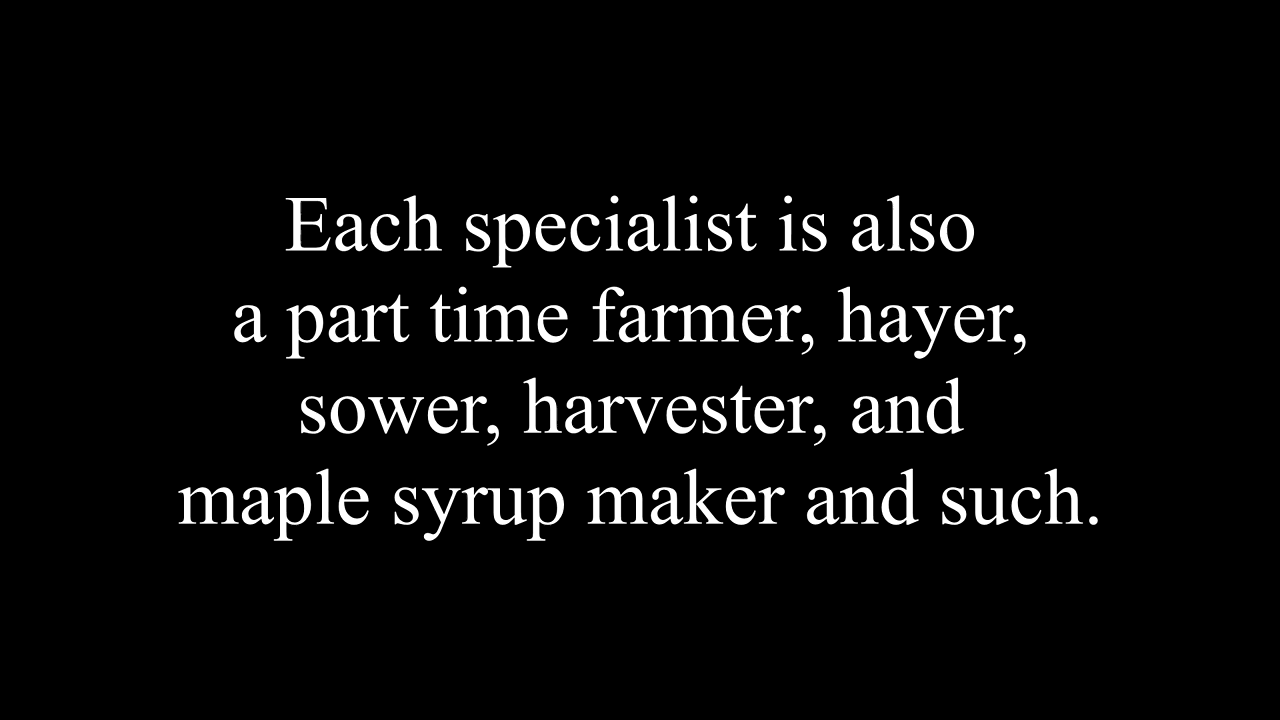 Each specialist is also
a part time farmer, hayer,
sower, harvester, and
maple syrup maker and such.